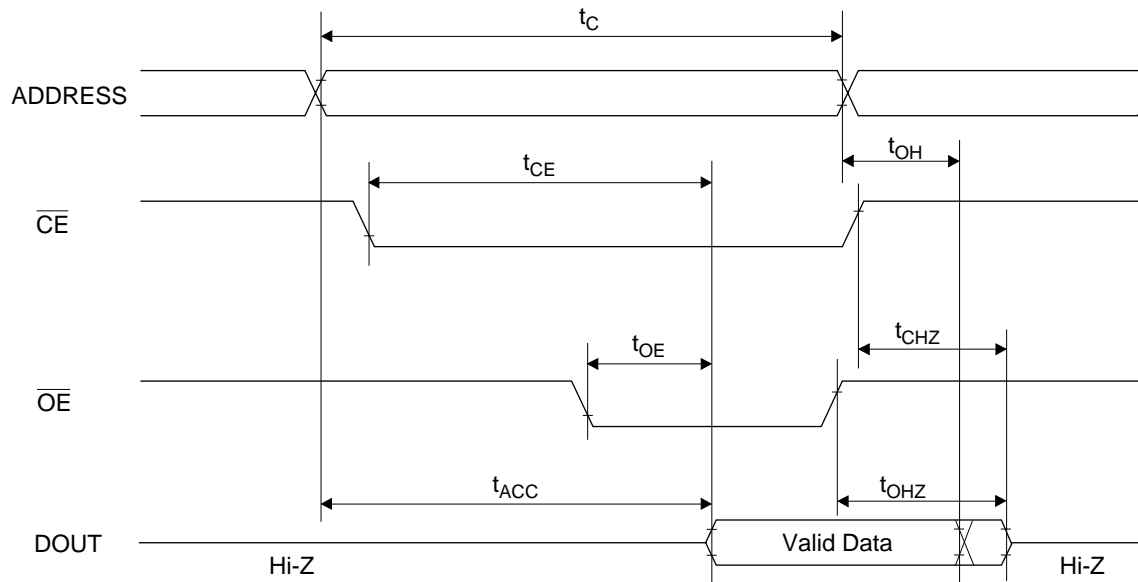 tC
ADDRESS
tOH
tCE
CE
tCHZ
tOE
OE
tACC
tOHZ
DOUT
Valid Data
Hi-Z
Hi-Z